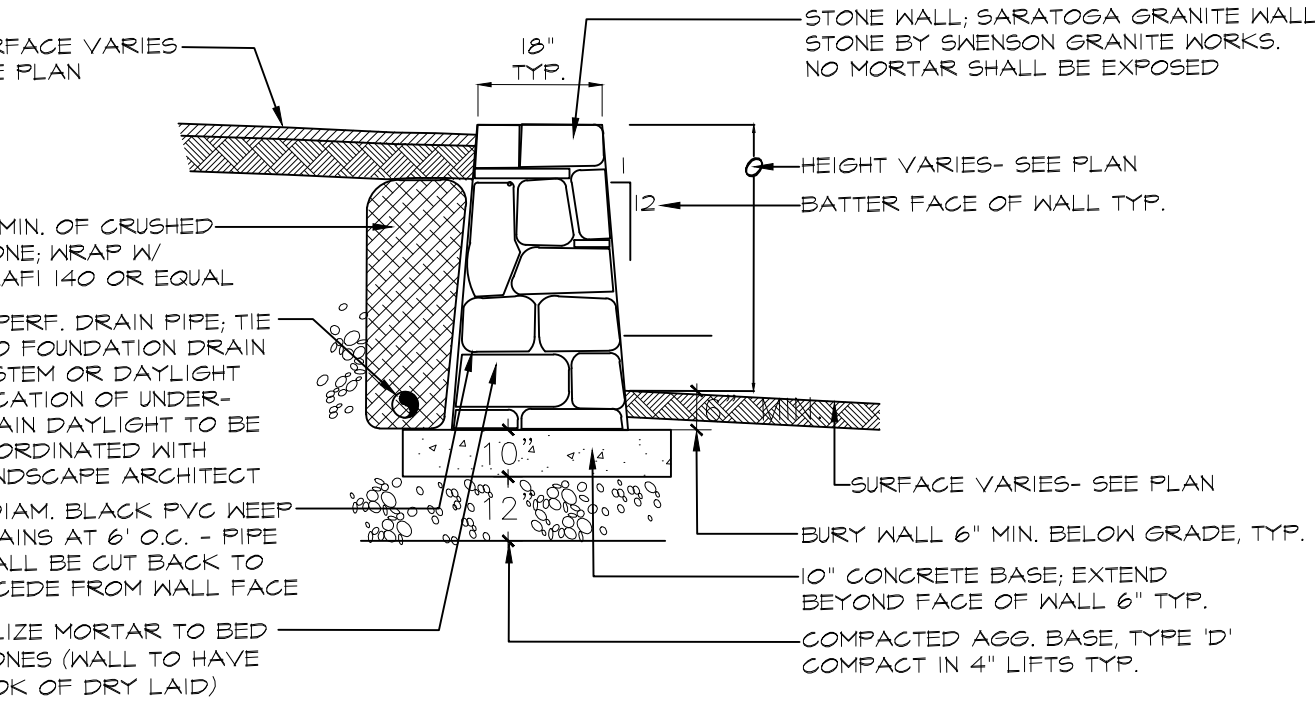 RFACE VARIES
E PLAN
MIN. OF CRUSHED
ONE; WRAP W/
AFI 140 OR EQUAL
PERF. DRAIN PIPE; TIE
O FOUNDATION DRAIN
STEM OR DAYLIGHT
CATION OF UNDER-
AIN DAYLIGHT TO BE
ORDINATED WITH
NDSCAPE ARCHITECT
DIAM. BLACK PVC WEEP
AINS AT 6' O.C. - PIPE
ALL BE CUT BACK TO
CEDE FROM WALL FACE
LIZE MORTAR TO BED
ONES (WALL TO HAVE
OK OF DRY LAID)
18"
TYP.
1
12
6" MIN.
10"
12"
STONE WALL; SARATOGA GRANITE WALL
STONE BY SWENSON GRANITE WORKS.
NO MORTAR SHALL BE EXPOSED
HEIGHT VARIES- SEE PLAN
BATTER FACE OF WALL TYP.
SURFACE VARIES- SEE PLAN
BURY WALL 6" MIN. BELOW GRADE, TYP.
10" CONCRETE BASE; EXTEND
BEYOND FACE OF WALL 6" TYP.
COMPACTED AGG. BASE, TYPE 'D'
COMPACT IN 4" LIFTS TYP.